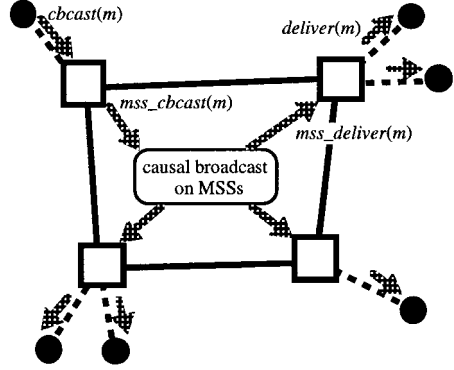 cbcast(m)
deliver(m)
mss_cbcast(m)
mss_deliver(m)
causal broadcast
on MSSs